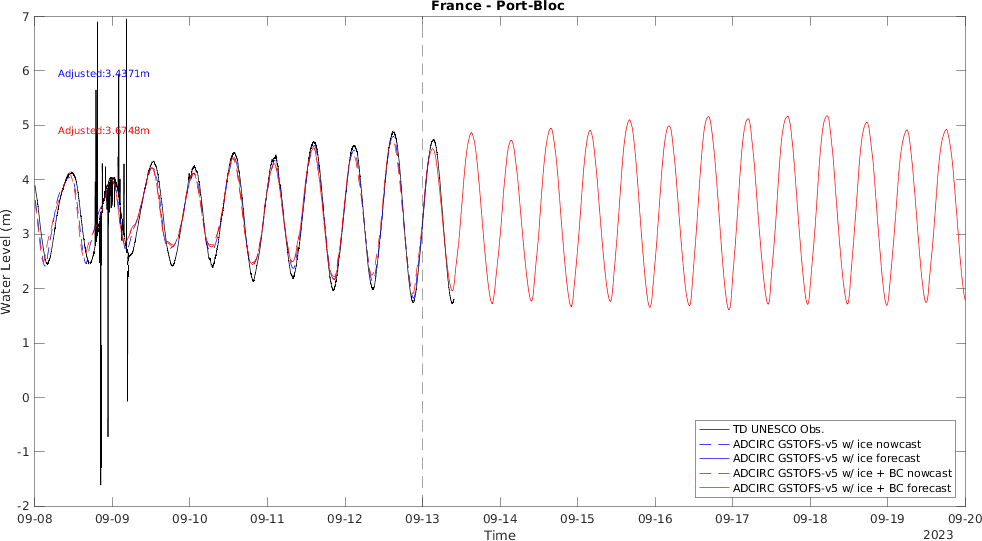 France - Port-Bloc
7
6
5
4
3
2
1
0
-1
-2
Water Level (m)
Adjusted:3.4371m
Adjusted:3.6748m
TD UNESCO Obs.
ADCIRC GSTOFS-v5 w/ ice nowcast
ADCIRC GSTOFS-v5 w/ ice forecast
ADCIRC GSTOFS-v5 w/ ice + BC nowcast
ADCIRC GSTOFS-v5 w/ ice + BC forecast
09-08 09-09 09-10 09-11 09-12 09-13 09-14 09-15 09-16 09-17 09-18 09-19 09-20
Time
2023